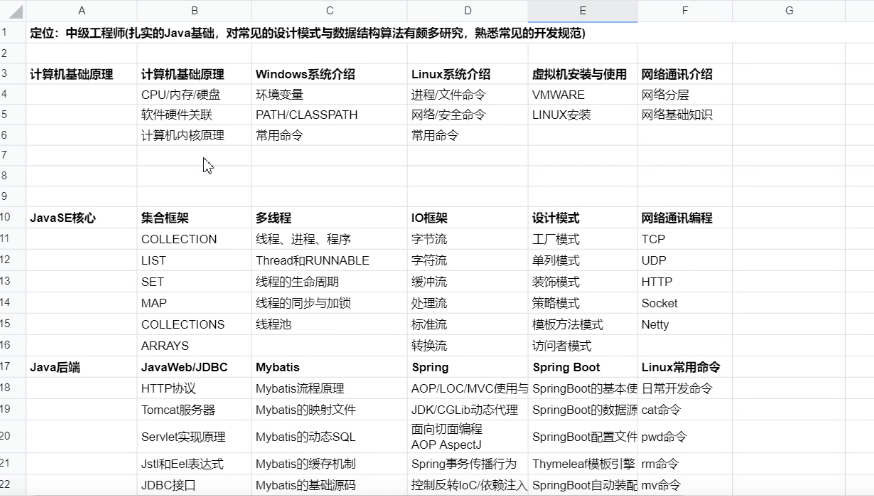 A B C D E F G
1 定位：中级工程师(扎实的Java基础，对常见的设计模式与数据结构算法有颇多研究，熟悉常见的开发规范)
2
3 计算机基础原理 计算机基础原理 Windows系统介绍 Linux系统介绍 虚拟机安装与使用 网络通讯介绍
4 CPU/内存/硬盘 环境变量 进程/文件命令 VMWARE 网络分层
5 软件硬件关联 PATH/CLASSPATH 网络/安全命令 LINUX安装 网络基础知识
6 计算机内核原理 常用命令 常用命令
7
8
9
10 JavaSE核心 集合框架 多线程 IO框架 设计模式 网络通讯编程
11 COLLECTION 线程、进程、程序 字节流 工厂模式 TCP
12 LIST Thread和RUNNABLE 字符流 单列模式 UDP
13 SET 线程的生命周期 缓冲流 装饰模式 HTTP
14 MAP 线程的同步与加锁 处理流 策略模式 Socket
15 COLLECTIONS 线程池 标准流 模板方法模式 Netty
16 ARRAYS 转换流 访问者模式
17 Java后端 JavaWeb/JDBC Mybatis Spring Spring Boot Linux常用命令
18 HTTP协议 Mybatis流程原理 AOP/LOC/MVC使用与 SpringBoot的基本使 日常开发命令
19 Tomcat服务器 Mybatis的映射文件 JDK/CGLib动态代理 SpringBoot的数据源 cat命令
20 Servlet实现原理 Mybatis的动态SQL 面向切面编程 SpringBoot配置文件 pwd命令
AOP AspectJ
21 Jstl和Eel表达式 Mybatis的缓存机制 Spring事务传播行为 Thymeleaf模板引擎 rm命令
22 JDBC接口 Mybatis的基础源码 控制反转IoC/依赖注入 SpringBoot自动装配 mv命令